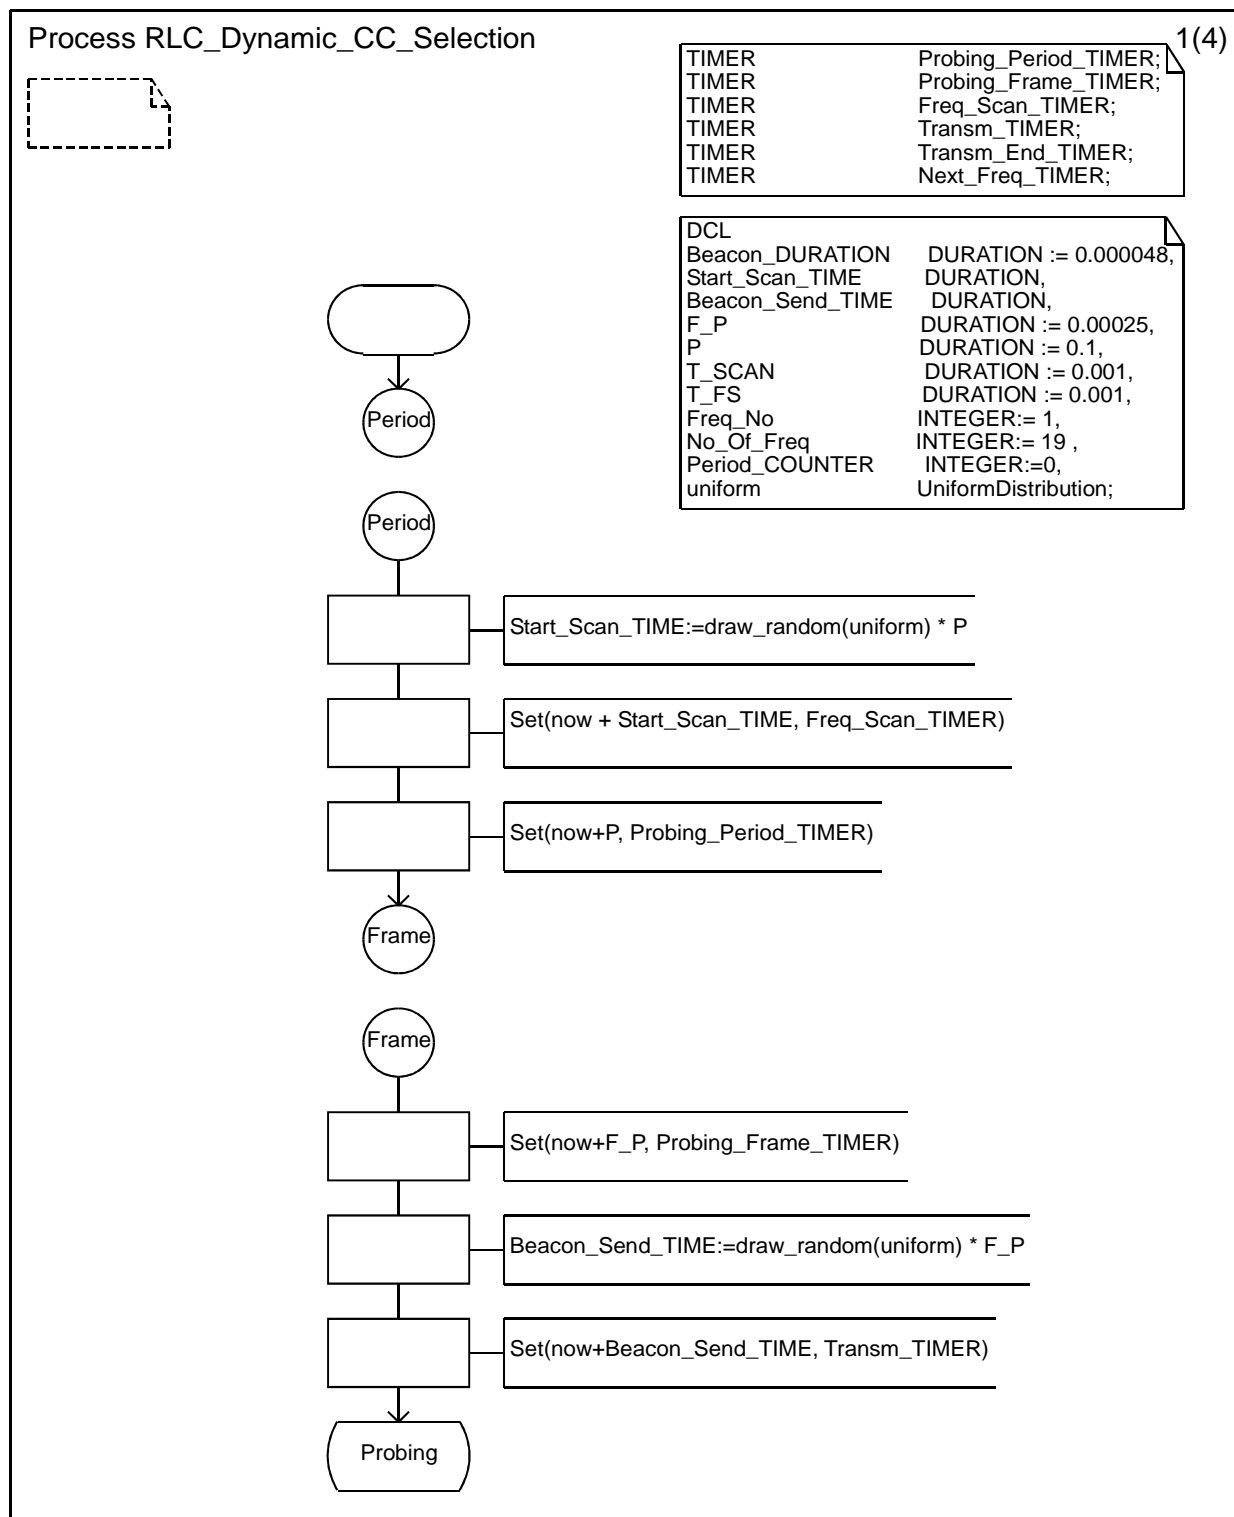 Process RLC_Dynamic_CC_Selection
1(4)
TIMER Probing_Period_TIMER;
TIMER Probing_Frame_TIMER;
TIMER Freq_Scan_TIMER;
TIMER Transm_TIMER;
TIMER Transm_End_TIMER;
TIMER Next_Freq_TIMER;
DCL
Beacon_DURATION DURATION := 0.000048,
Start_Scan_TIME DURATION,
Beacon_Send_TIME DURATION,
F_P DURATION := 0.00025,
P DURATION := 0.1,
T_SCAN DURATION := 0.001,
T_FS DURATION := 0.001,
Freq_No INTEGER:= 1,
No_Of_Freq INTEGER:= 19 ,
Period_COUNTER INTEGER:=0,
uniform UniformDistribution;
Period
Period
Start_Scan_TIME:=draw_random(uniform) * P
Set(now + Start_Scan_TIME, Freq_Scan_TIMER)
Set(now+P, Probing_Period_TIMER)
Frame
Frame
Set(now+F_P, Probing_Frame_TIMER)
Beacon_Send_TIME:=draw_random(uniform) * F_P
Set(now+Beacon_Send_TIME, Transm_TIMER)
Probing